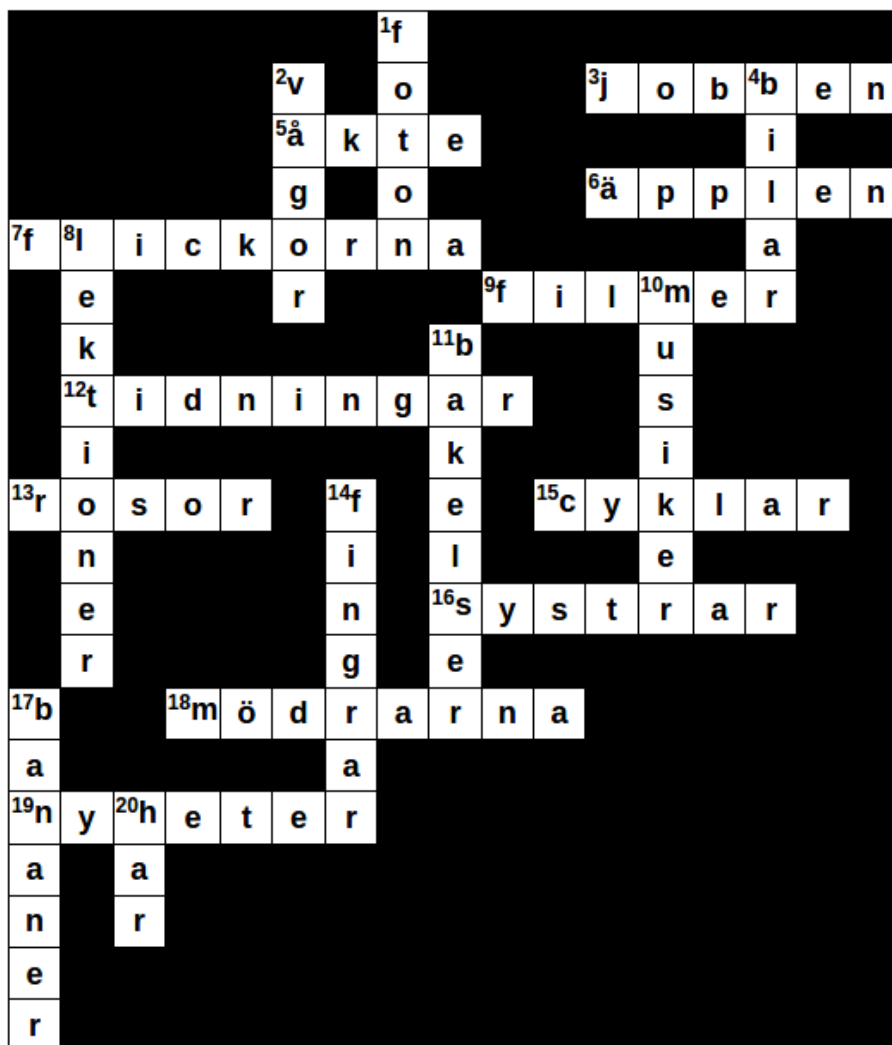 1f
2v o 3j o b 4b e n
5å k t e i
g o 6ä p p l e n
7f 8l i c k o r n a a
e r 9f i l 10m e r
k 11b u
12t i d n i n g a r s
i k i
13r o s o r 14f e 15c y k l a r
n i l e
e n 16s y s t r a r
r g e
17b 18m ö d r a r n a
a a
19n y 20h e t e r
a a
n r
e
r